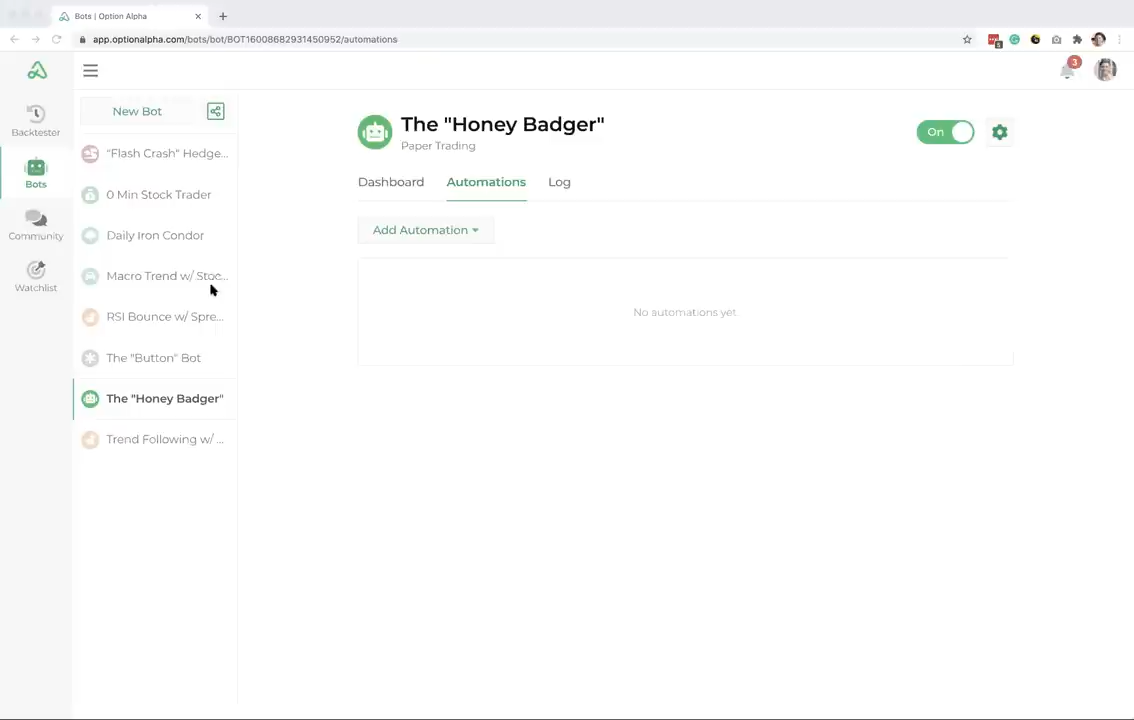 Bots | Option Alpha
app.optionalpha.com/bots/bot/BOT16008682931450952/automations
3
Backtester
Bots
Community
Watchlist
New Bot
"Flash Crash" Hedge...
0 Min Stock Trader
Daily Iron Condor
Macro Trend w/ Stoc...
RSI Bounce w/ Spre...
The "Button" Bot
The "Honey Badger"
Trend Following w/ ...
The "Honey Badger"
Paper Trading
On
Dashboard
Automations
Log
Add Automation
No automations yet.